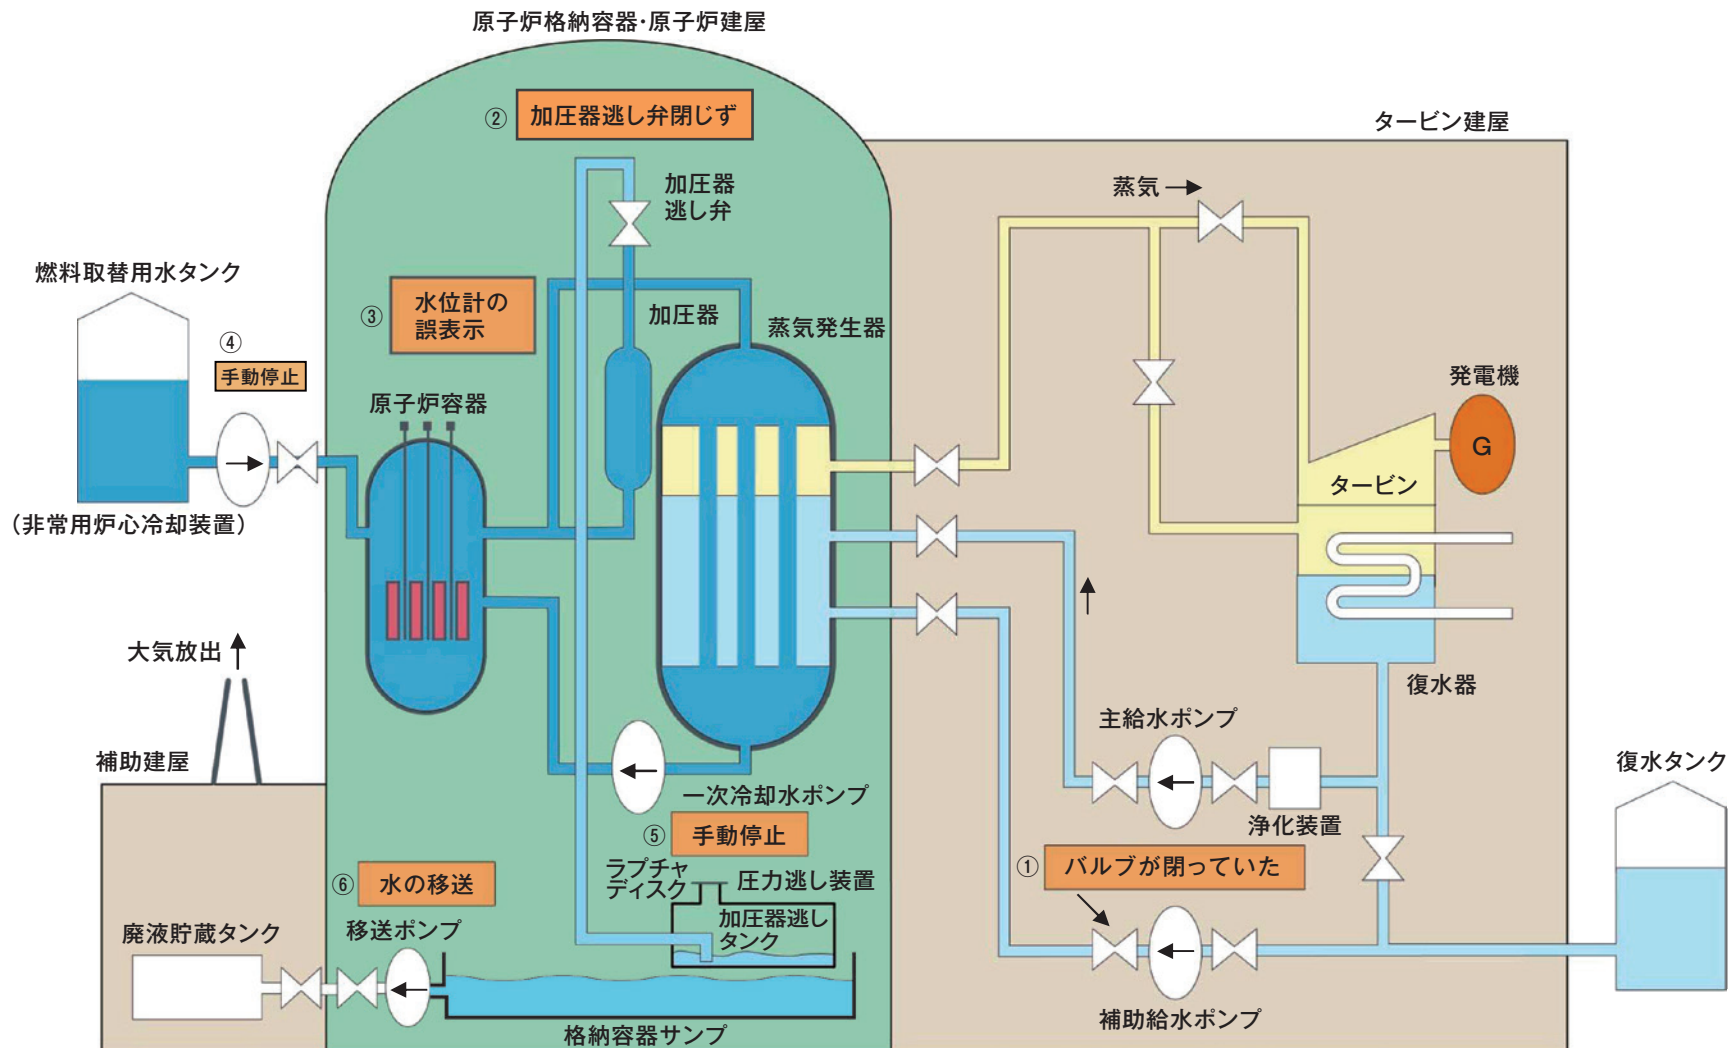 原子炉格納容器・原子炉建屋
② 加圧器逃し弁閉じず
タービン建屋
加圧器
逃し弁
蒸気
燃料取替用水タンク
③ 水位計の
誤表示
加圧器
蒸気発生器
④
手動停止
発電機
G
原子炉容器
タービン
（非常用炉心冷却装置）
大気放出
復水器
補助建屋
主給水ポンプ
復水タンク
一次冷却水ポンプ
浄化装置
⑤ 手動停止
① バルブが閉っていた
⑥ 水の移送
ラプチャ
ディスク
圧力逃し装置
加圧器逃し
タンク
廃液貯蔵タンク
移送ポンプ
補助給水ポンプ
格納容器サンプ